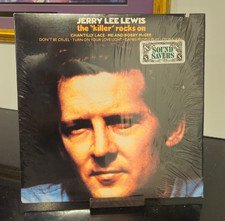 JERRY LEE LEWIS
the "killer" rocks on
CHANTILLY LACE · ME AND BOBBY McGEE
DON'T BE CRUEL · TURN ON YOUR LOVE LIGHT
SOUND
SAVERS